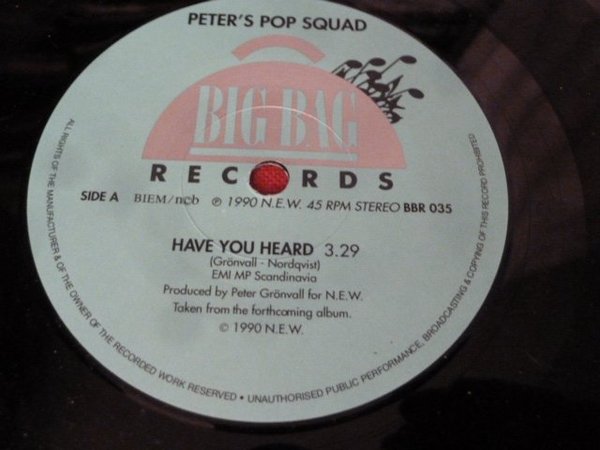 PETER'S POP SQUAD
BIG BAG
RECORDS
SIDE A BIEM/ncb ℗ 1990 N.E.W. 45 RPM STEREO BBR 035
HAVE YOU HEARD 3.29
(Grönvall - Nordqvist)
EMI MP Scandinavia
Produced by Peter Grönvall for N.E.W.
Taken from the forthcoming album.
© 1990 N.E.W.
ALL RIGHTS OF THE MANUFACTURER & OF THE OWNER OF THE RECORDED WORK RESERVED • UNAUTHORISED PUBLIC PERFORMANCE, BROADCASTING & COPYING OF THIS RECORD PROHIBITED